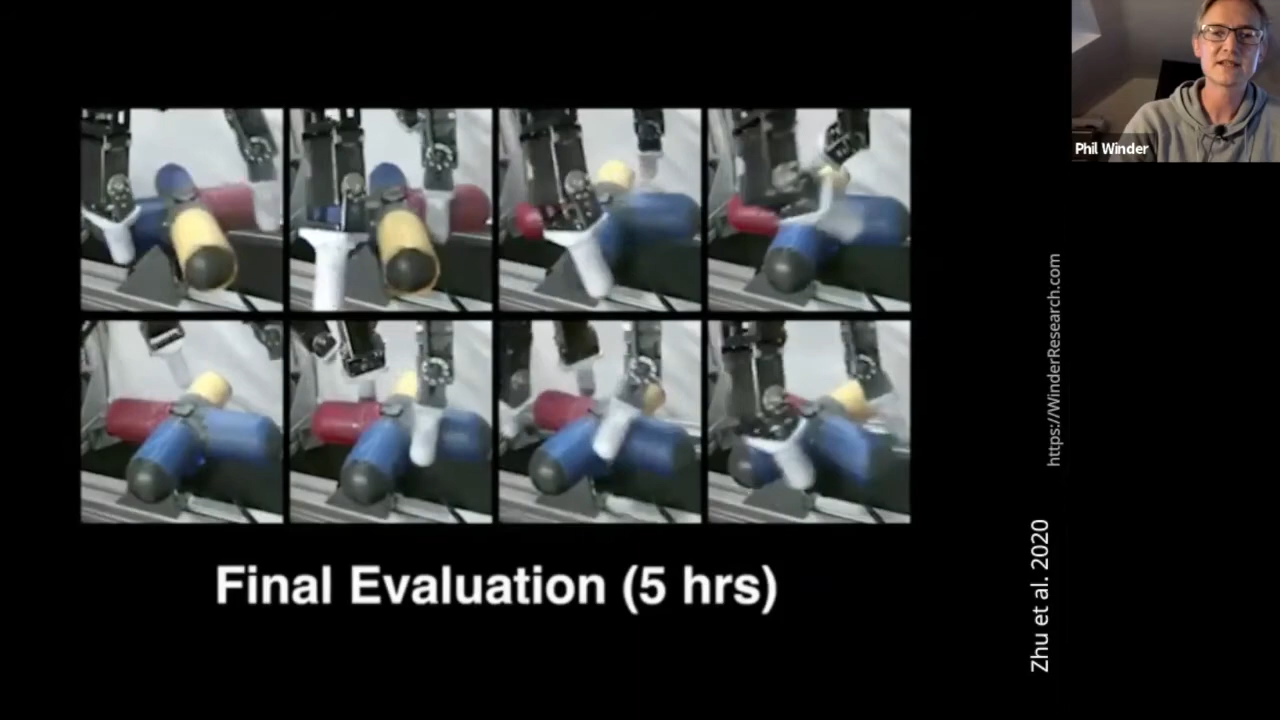 Phil Winder
https://WinderResearch.com
Zhu et al. 2020
Final Evaluation (5 hrs)